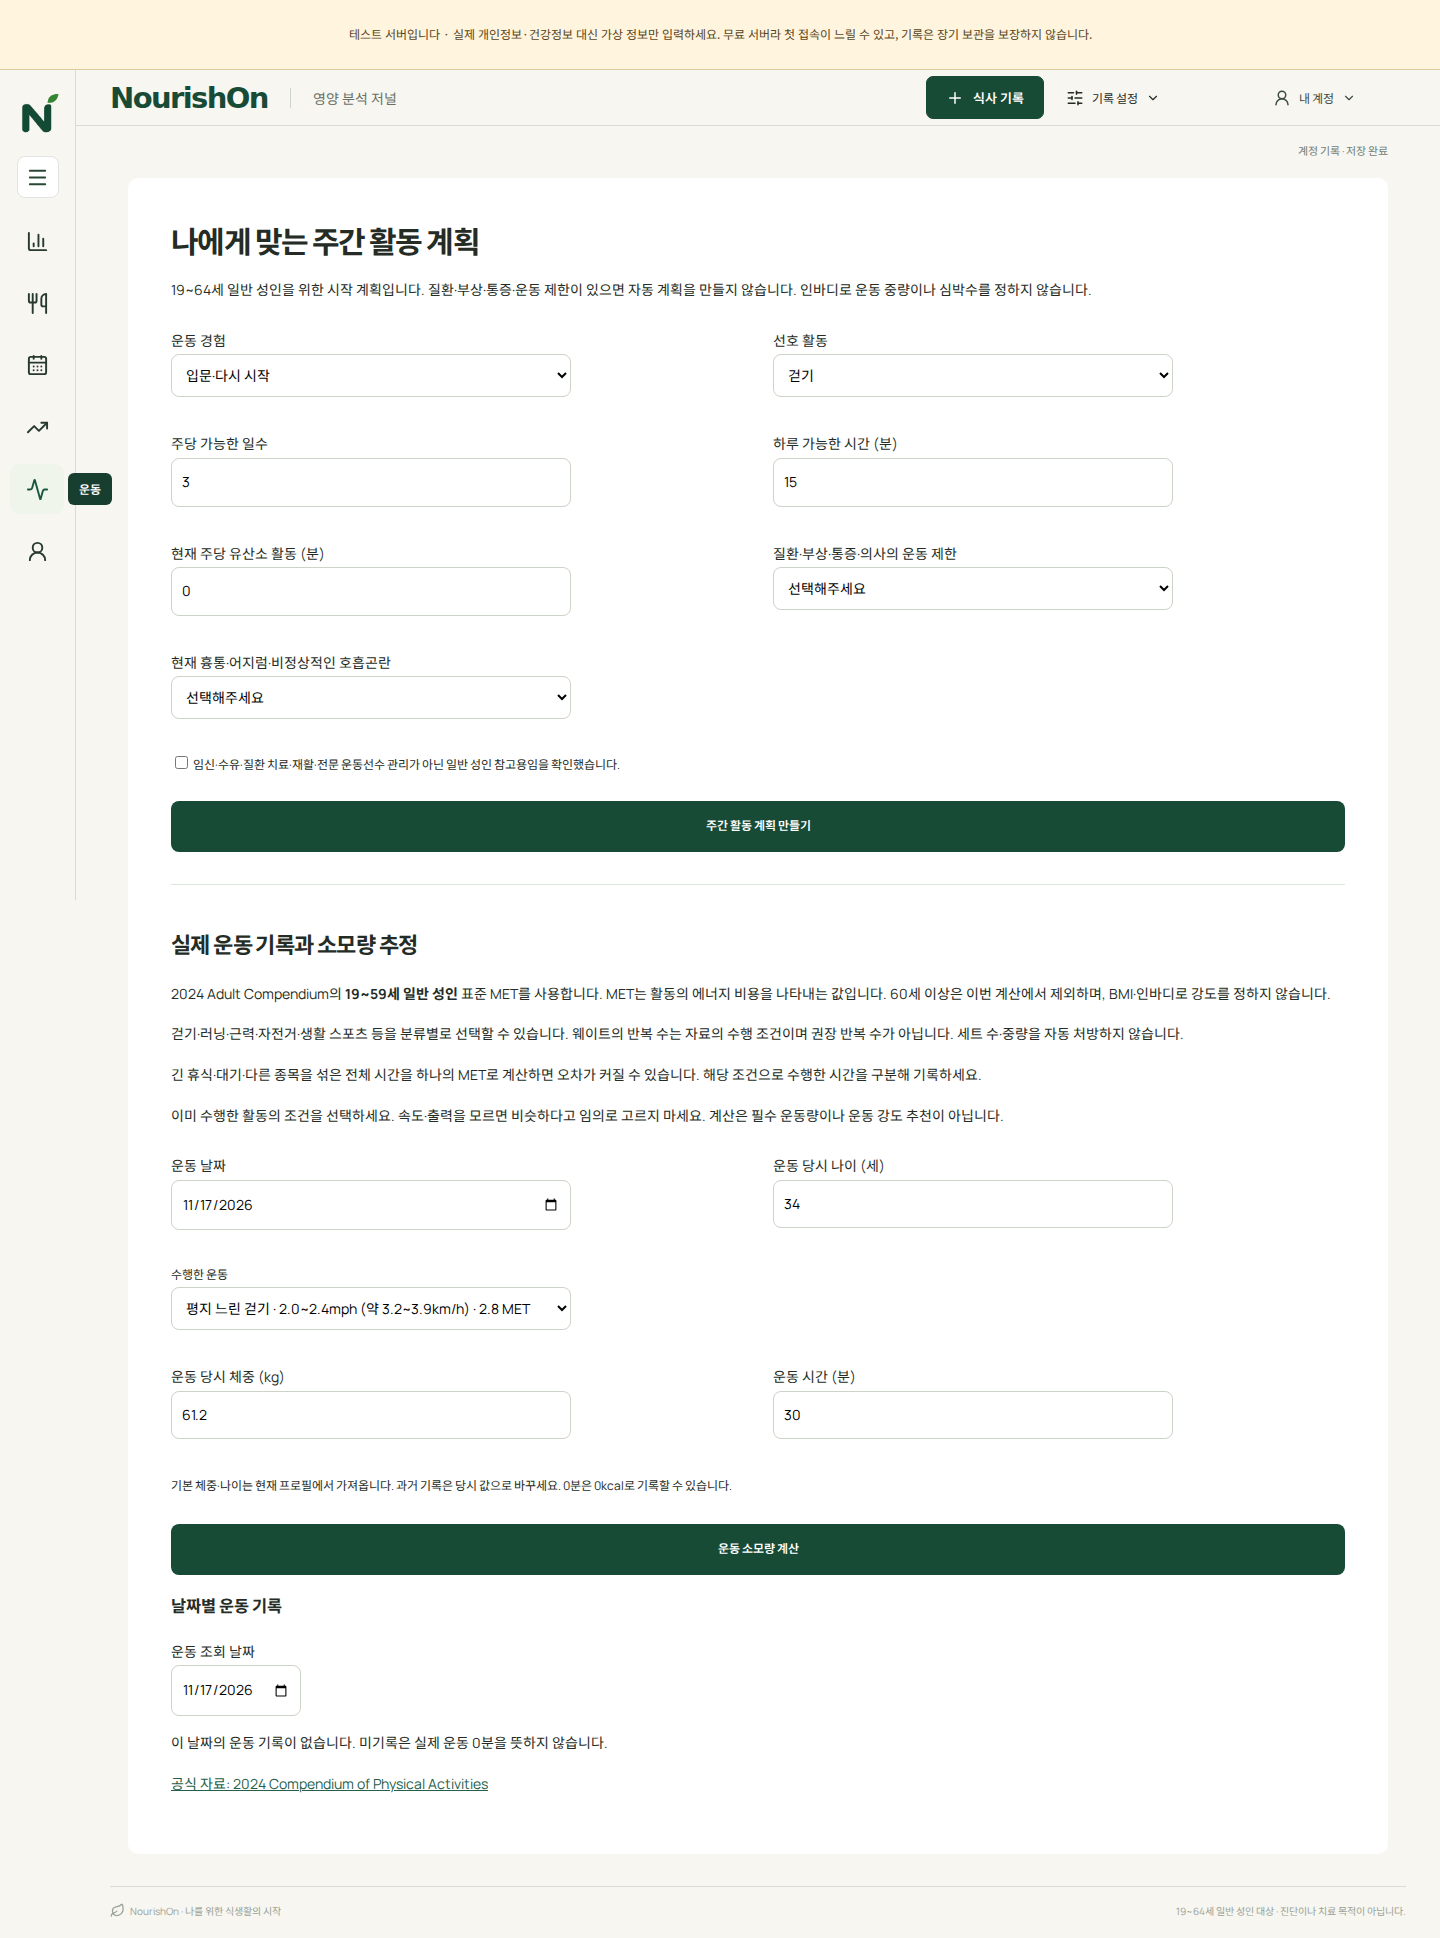 테스트 서버입니다 · 실제 개인정보·건강정보 대신 가상 정보만 입력하세요. 무료 서버라 첫 접속이 느릴 수 있고, 기록은 장기 보관을 보장하지 않습니다.
NourishOn
영양 분석 저널
식사 기록
기록 설정
내 계정
계정 기록 · 저장 완료
운동
나에게 맞는 주간 활동 계획
19~64세 일반 성인을 위한 시작 계획입니다. 질환·부상·통증·운동 제한이 있으면 자동 계획을 만들지 않습니다. 인바디로 운동 중량이나 심박수를 정하지 않습니다.
운동 경험
선호 활동
입문·다시 시작
걷기
주당 가능한 일수
하루 가능한 시간 (분)
3
15
현재 주당 유산소 활동 (분)
질환·부상·통증·의사의 운동 제한
0
선택해주세요
현재 흉통·어지럼·비정상적인 호흡곤란
선택해주세요
임신·수유·질환 치료·재활·전문 운동선수 관리가 아닌 일반 성인 참고용임을 확인했습니다.
주간 활동 계획 만들기
실제 운동 기록과 소모량 추정
2024 Adult Compendium의 19~59세 일반 성인 표준 MET를 사용합니다. MET는 활동의 에너지 비용을 나타내는 값입니다. 60세 이상은 이번 계산에서 제외하며, BMI·인바디로 강도를 정하지 않습니다.
걷기·러닝·근력·자전거·생활 스포츠 등을 분류별로 선택할 수 있습니다. 웨이트의 반복 수는 자료의 수행 조건이며 권장 반복 수가 아닙니다. 세트 수·중량을 자동 처방하지 않습니다.
긴 휴식·대기·다른 종목을 섞은 전체 시간을 하나의 MET로 계산하면 오차가 커질 수 있습니다. 해당 조건으로 수행한 시간을 구분해 기록하세요.
이미 수행한 활동의 조건을 선택하세요. 속도·출력을 모르면 비슷하다고 임의로 고르지 마세요. 계산은 필수 운동량이나 운동 강도 추천이 아닙니다.
운동 날짜
운동 당시 나이 (세)
11/17/2026
34
수행한 운동
평지 느린 걷기 · 2.0~2.4mph (약 3.2~3.9km/h) · 2.8 MET
운동 당시 체중 (kg)
운동 시간 (분)
61.2
30
기본 체중·나이는 현재 프로필에서 가져옵니다. 과거 기록은 당시 값으로 바꾸세요. 0분은 0kcal로 기록할 수 있습니다.
운동 소모량 계산
날짜별 운동 기록
운동 조회 날짜
11/17/2026
이 날짜의 운동 기록이 없습니다. 미기록은 실제 운동 0분을 뜻하지 않습니다.
공식 자료: 2024 Compendium of Physical Activities
NourishOn · 나를 위한 식생활의 시작
19~64세 일반 성인 대상 · 진단이나 치료 목적이 아닙니다.